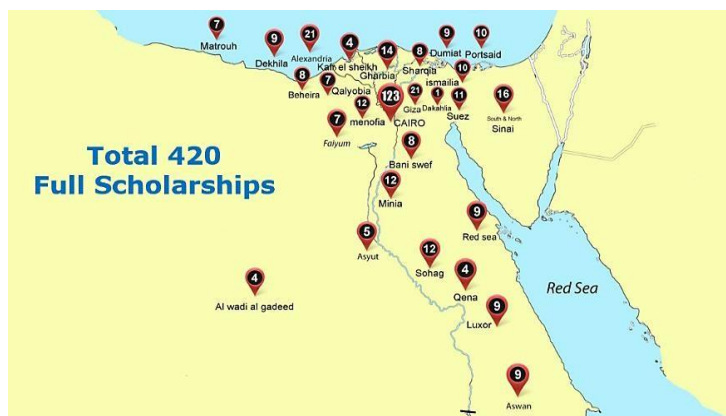 7
Matrouh
9
Dekhila
21
Alexandria
4
Kafr el sheikh
14
Gharbia
8
Sharqia
9
Dumiat
10
Portsaid
10
ismailia
8
Beheira
7
Qalyobia
12
menofia
123
CAIRO
21
Giza
1
Dakahlia
11
Suez
16
South & North
Sinai
7
Faiyum
8
Bani swef
Total 420
Full Scholarships
12
Minia
9
Red sea
5
Asyut
12
Sohag
4
Qena
4
Al wadi al gadeed
9
Luxor
Red Sea
9
Aswan